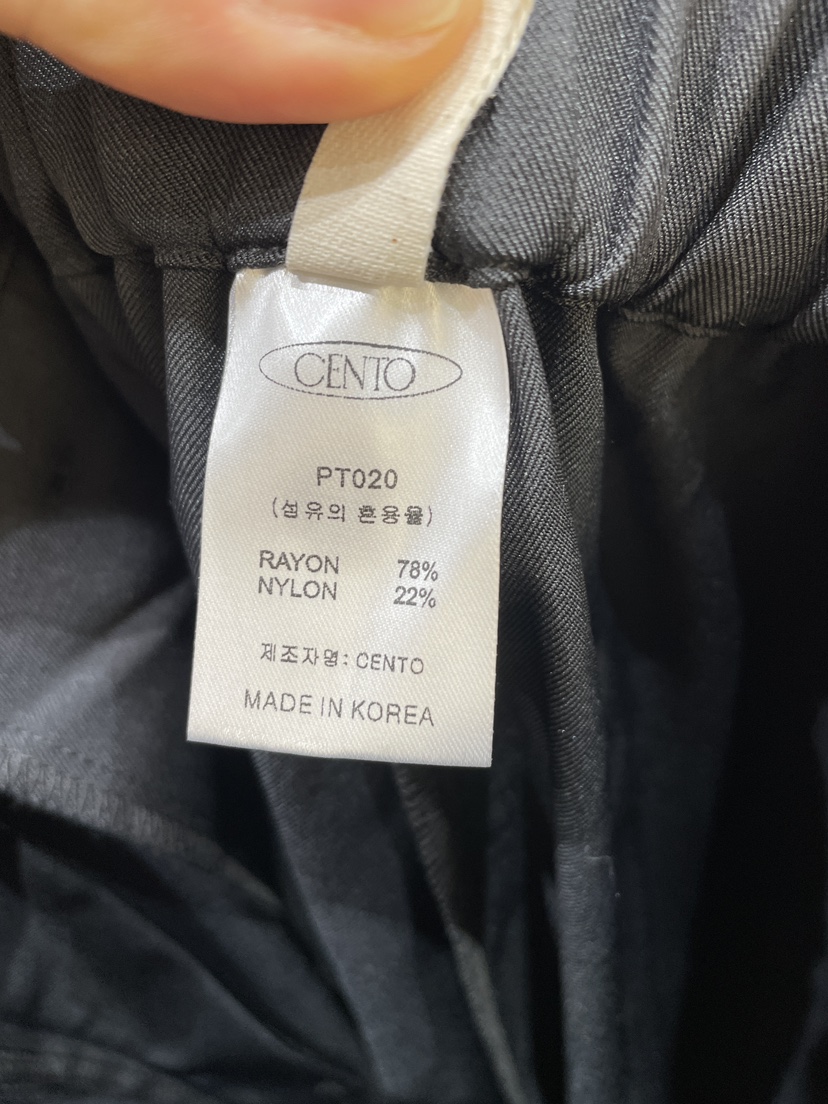 CENTO
PT020
(섬유의 혼용율)
RAYON 78%
NYLON 22%
제조자명: CENTO
MADE IN KOREA